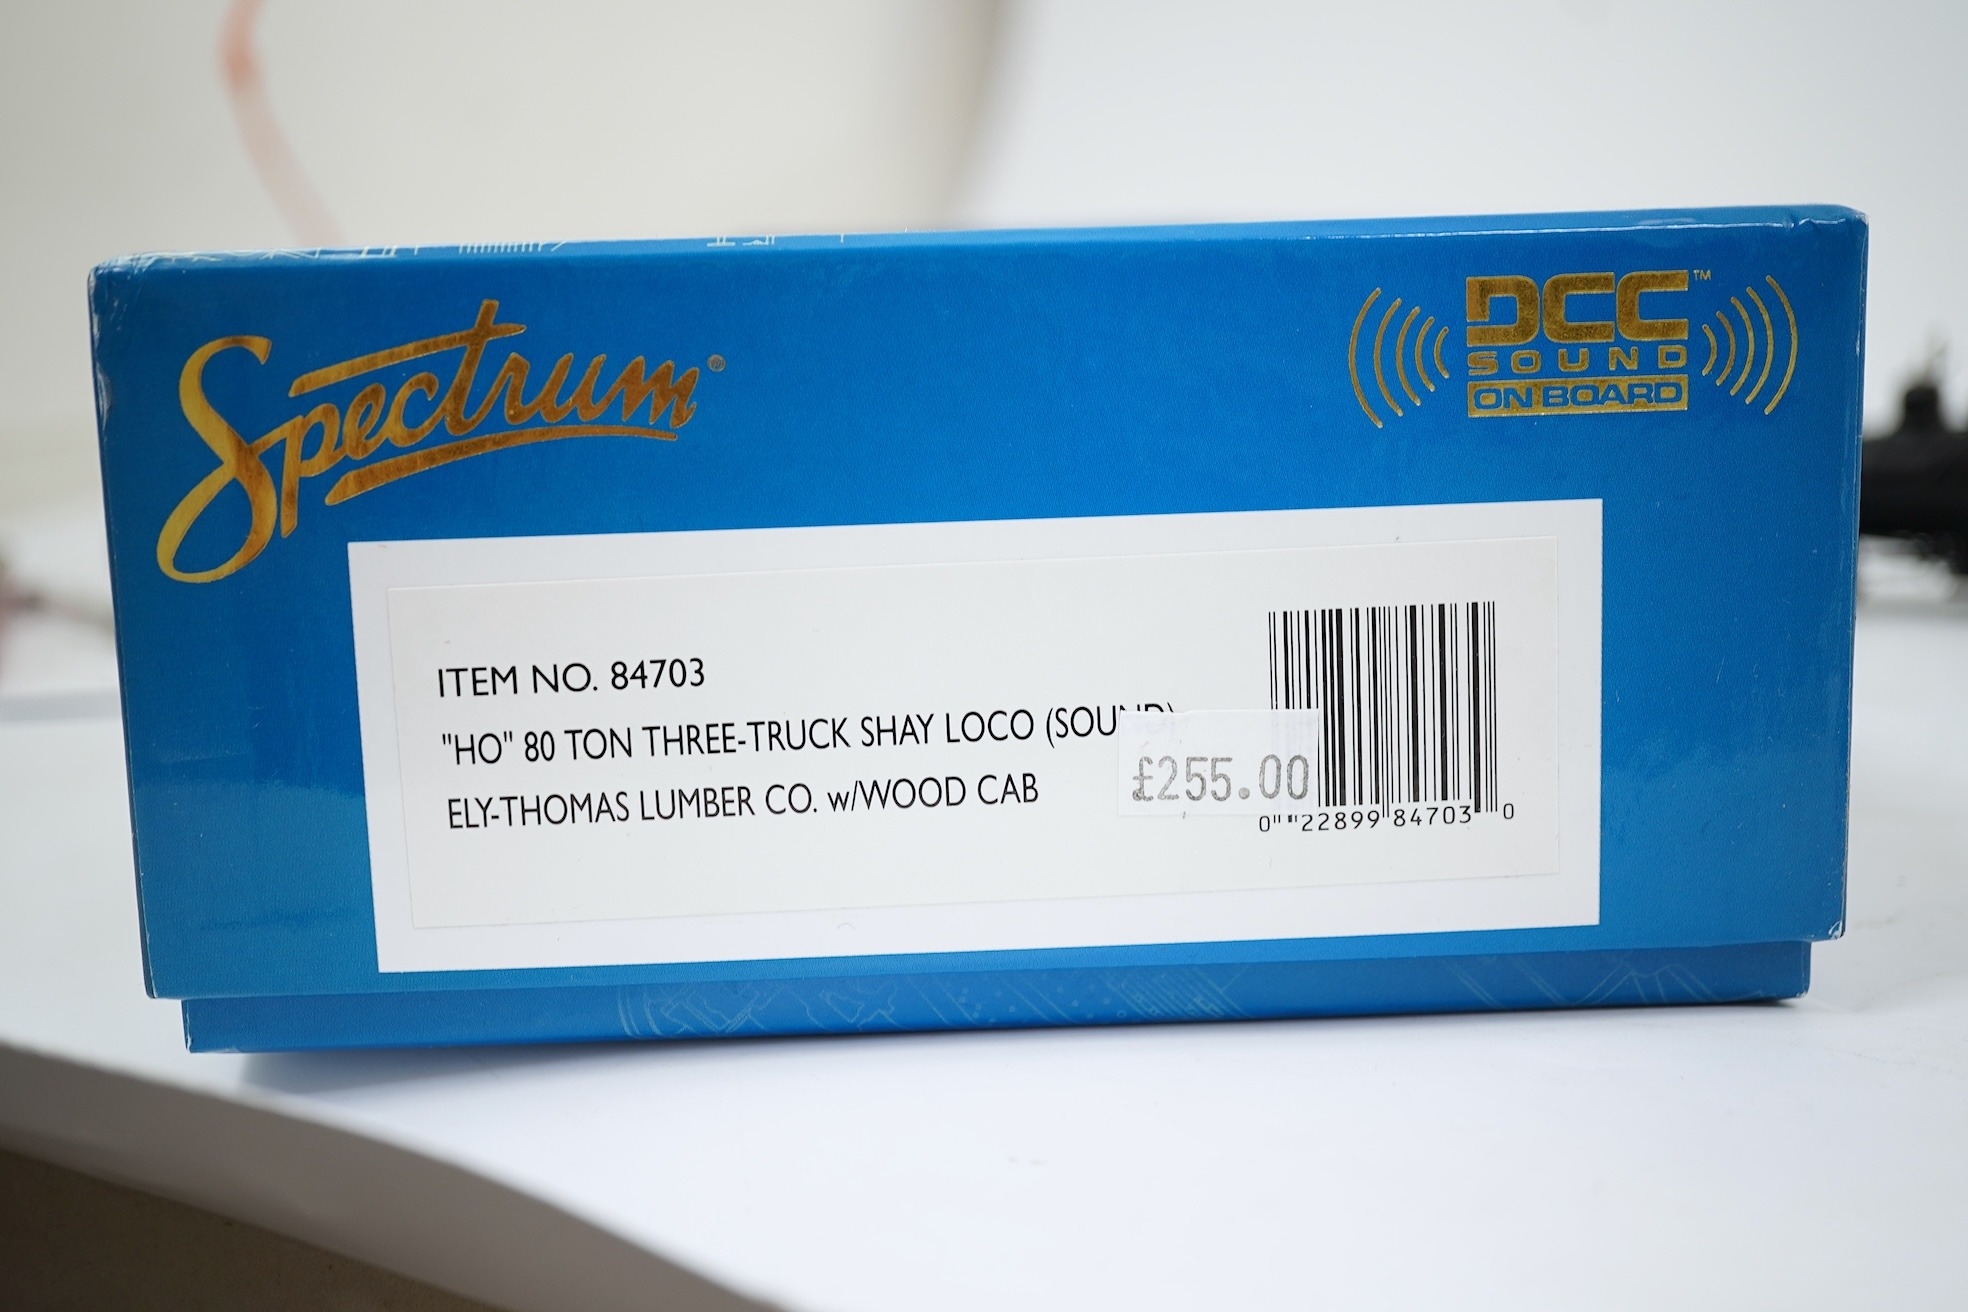 Spectrum®
DCC™
SOUND
ON BOARD
ITEM NO. 84703
"HO" 80 TON THREE-TRUCK SHAY LOCO (SOUND)
ELY-THOMAS LUMBER CO. w/WOOD CAB
£255.00
0 22899 84703 0